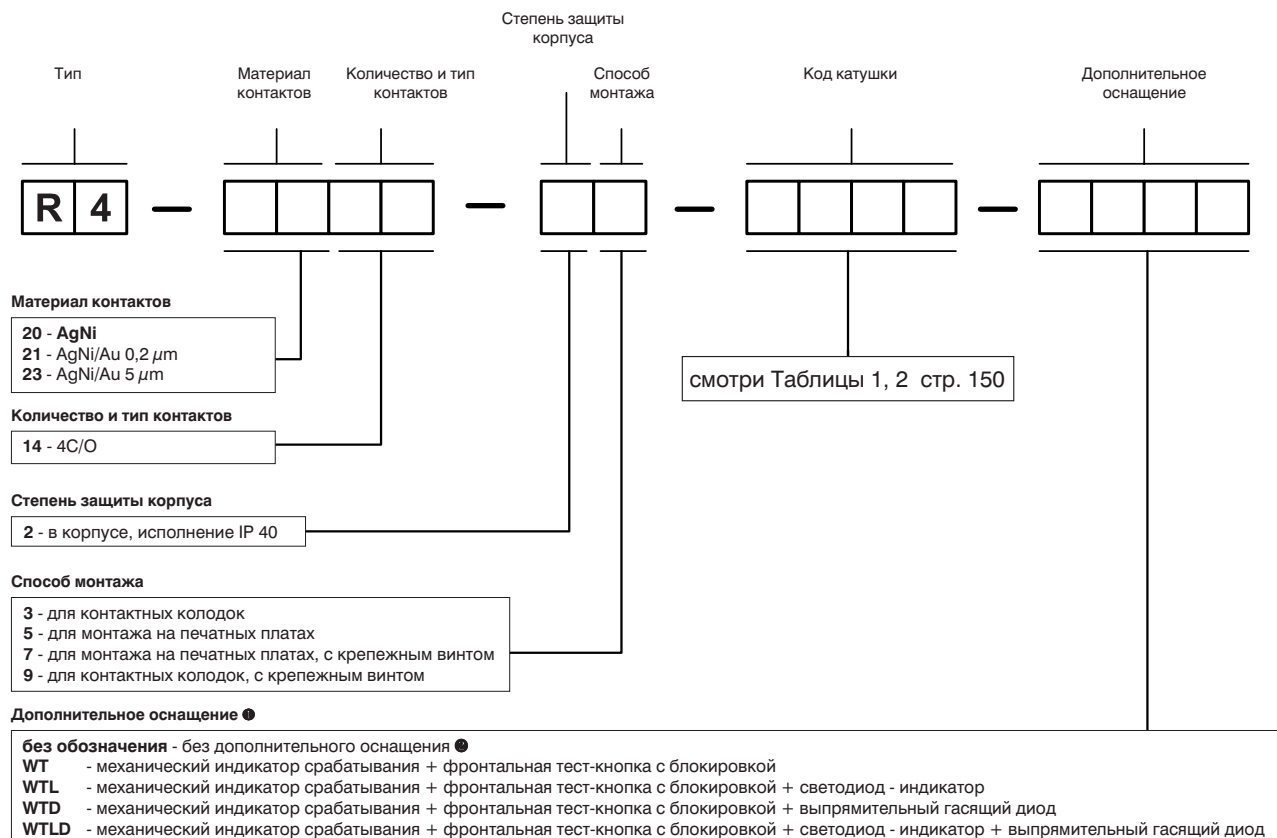 Степень защиты
корпуса
Тип
Материал
контактов
Количество и тип
контактов
Способ
монтажа
Код катушки
Дополнительное
оснащение
R 4 – – – –
Материал контактов
20 - AgNi
21 - AgNi/Au 0,2 μm
23 - AgNi/Au 5 μm
смотри Таблицы 1, 2 стр. 150
Количество и тип контактов
14 - 4C/O
Степень защиты корпуса
2 - в корпусе, исполнение IP 40
Способ монтажа
3 - для контактных колодок
5 - для монтажа на печатных платах
7 - для монтажа на печатных платах, с крепежным винтом
9 - для контактных колодок, с крепежным винтом
Дополнительное оснащение
без обозначения - без дополнительного оснащения
WT - механический индикатор срабатывания + фронтальная тест-кнопка с блокировкой
WTL - механический индикатор срабатывания + фронтальная тест-кнопка с блокировкой + светодиод - индикатор
WTD - механический индикатор срабатывания + фронтальная тест-кнопка с блокировкой + выпрямительный гасящий диод
WTLD - механический индикатор срабатывания + фронтальная тест-кнопка с блокировкой + светодиод - индикатор + выпрямительный гасящий диод